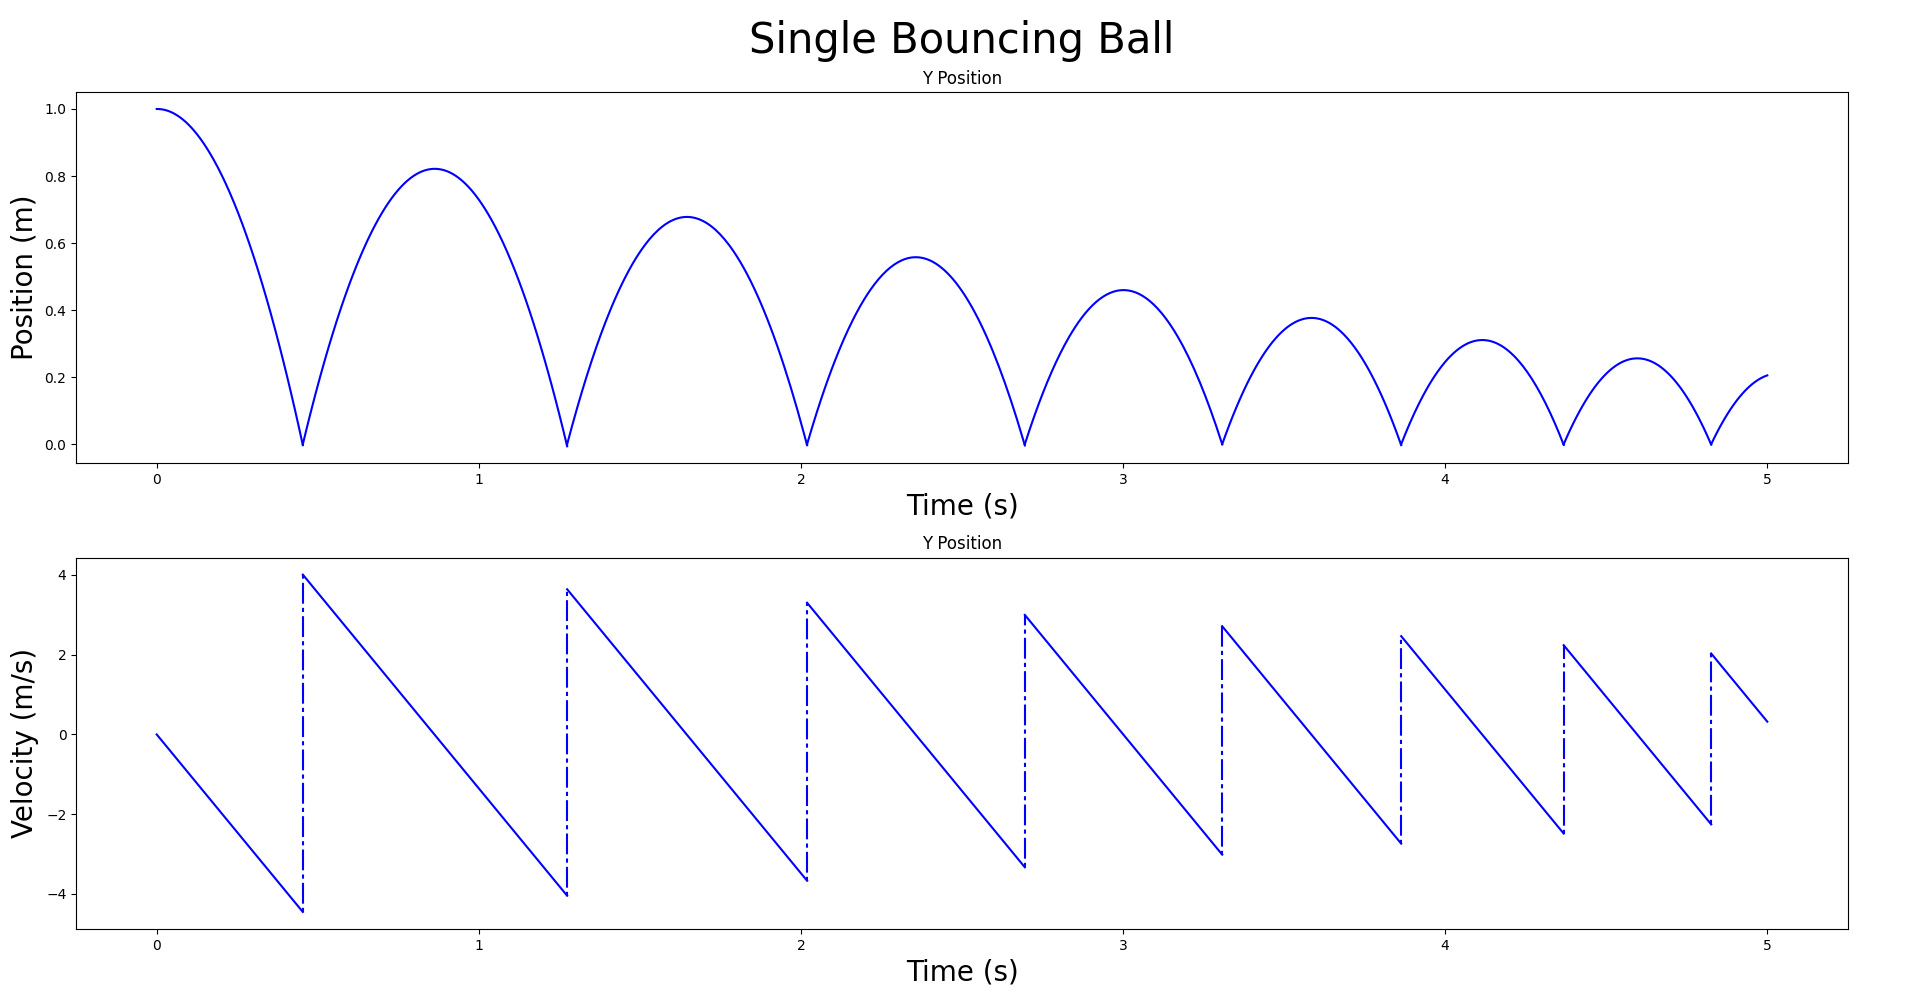 Single Bouncing Ball
Y Position
Position (m)
1.0
0.8
0.6
0.4
0.2
0.0
0 1 2 3 4 5
Time (s)
Y Position
Velocity (m/s)
4
2
0
−2
−4
0 1 2 3 4 5
Time (s)